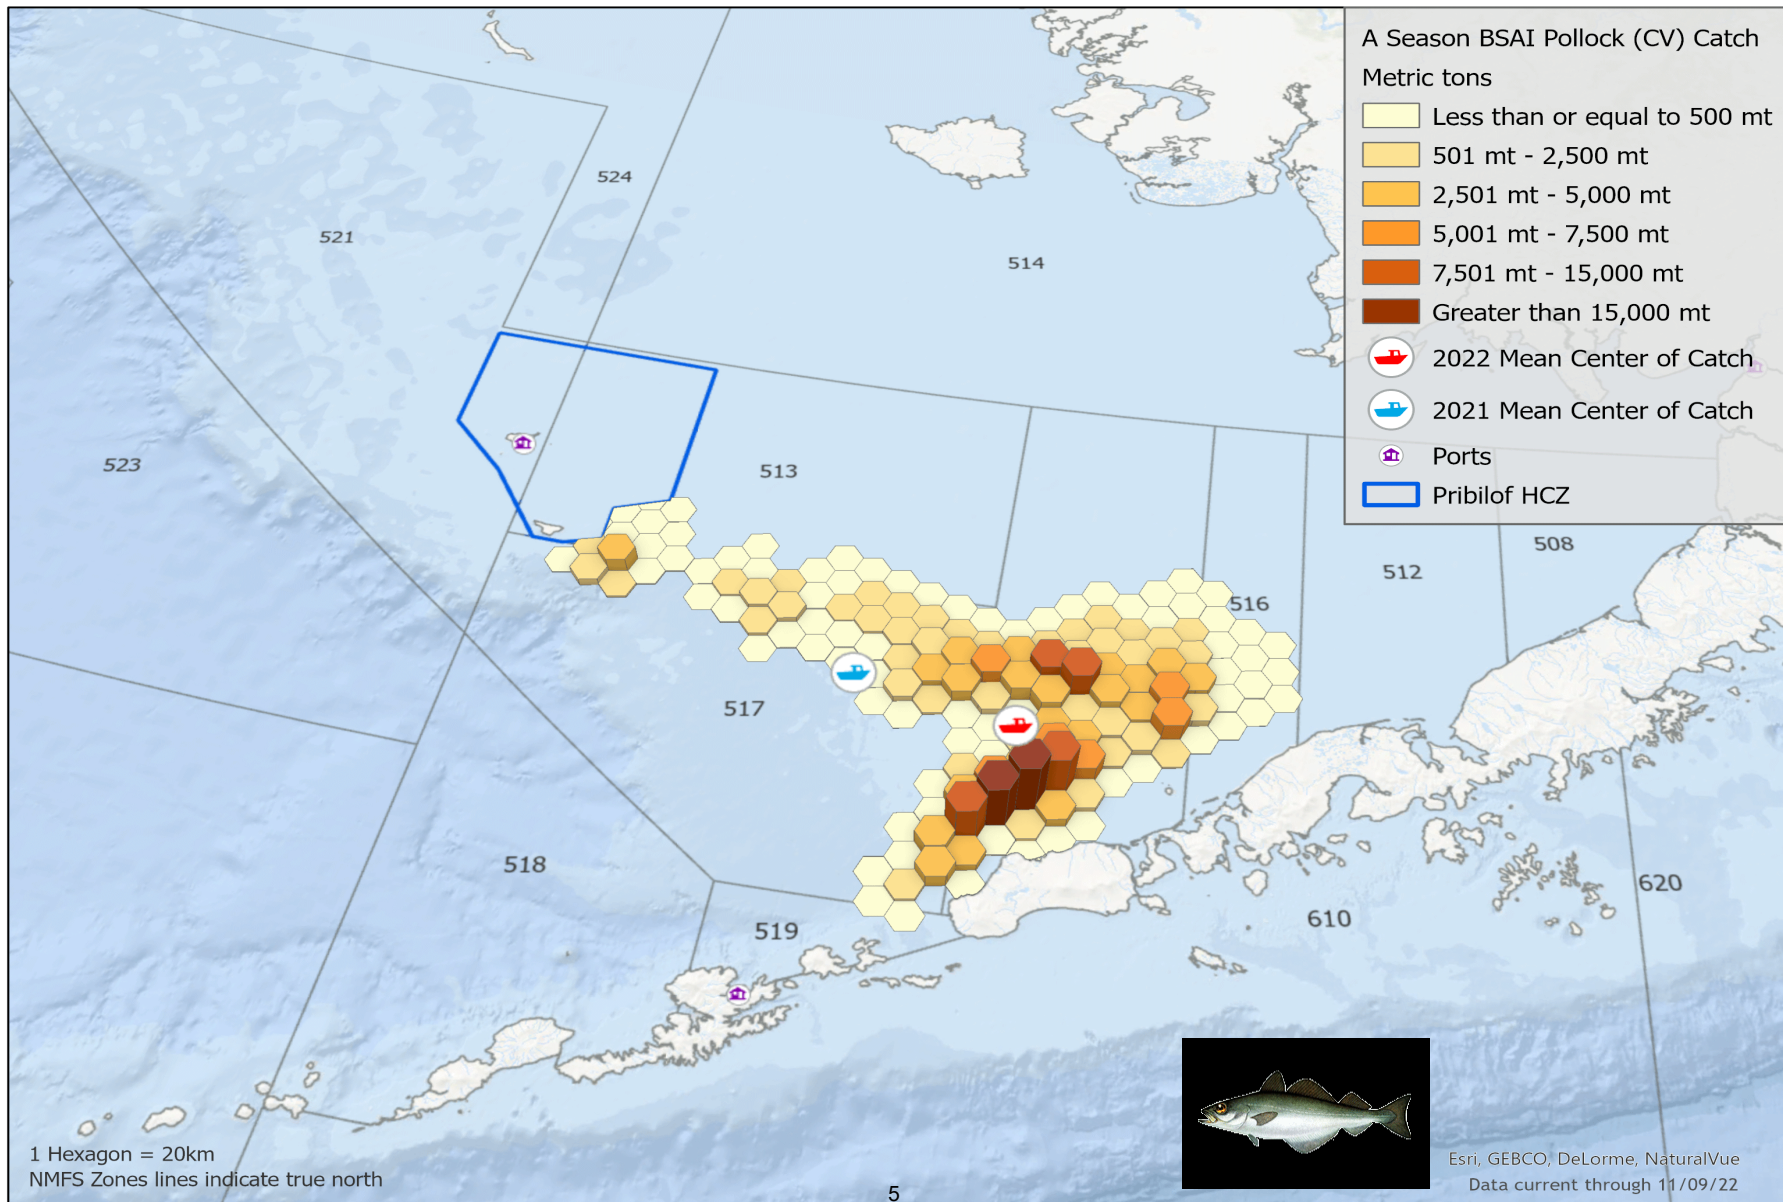 A Season BSAI Pollock (CV) Catch
Metric tons
Less than or equal to 500 mt
501 mt - 2,500 mt
2,501 mt - 5,000 mt
5,001 mt - 7,500 mt
7,501 mt - 15,000 mt
Greater than 15,000 mt
2022 Mean Center of Catch
2021 Mean Center of Catch
Ports
Pribilof HCZ
524
521
514
523
513
508
512
516
517
518
620
610
519
1 Hexagon = 20km
NMFS Zones lines indicate true north
Esri, GEBCO, DeLorme, NaturalVue
Data current through 11/09/22
5